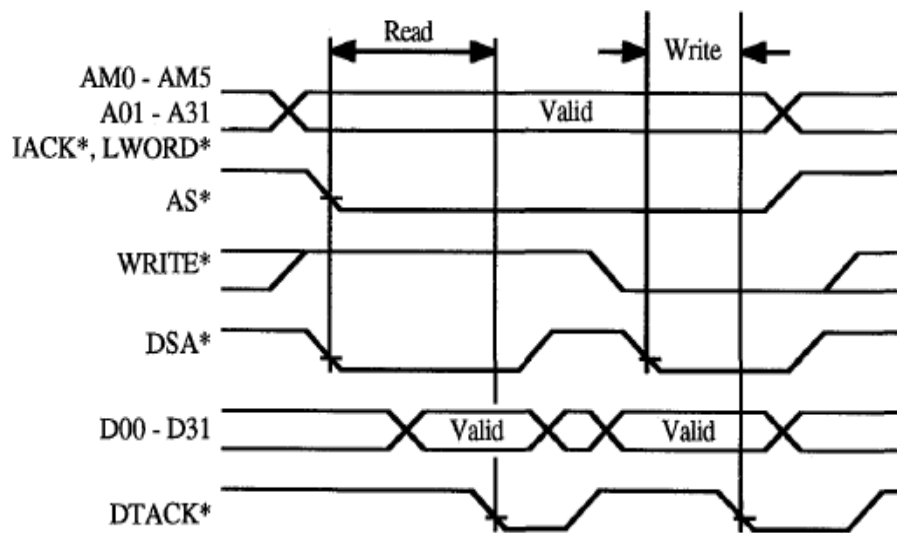 Read
Write
AM0 - AM5
A01 - A31
Valid
IACK*, LWORD*
AS*
WRITE*
DSA*
D00 - D31
Valid
Valid
DTACK*